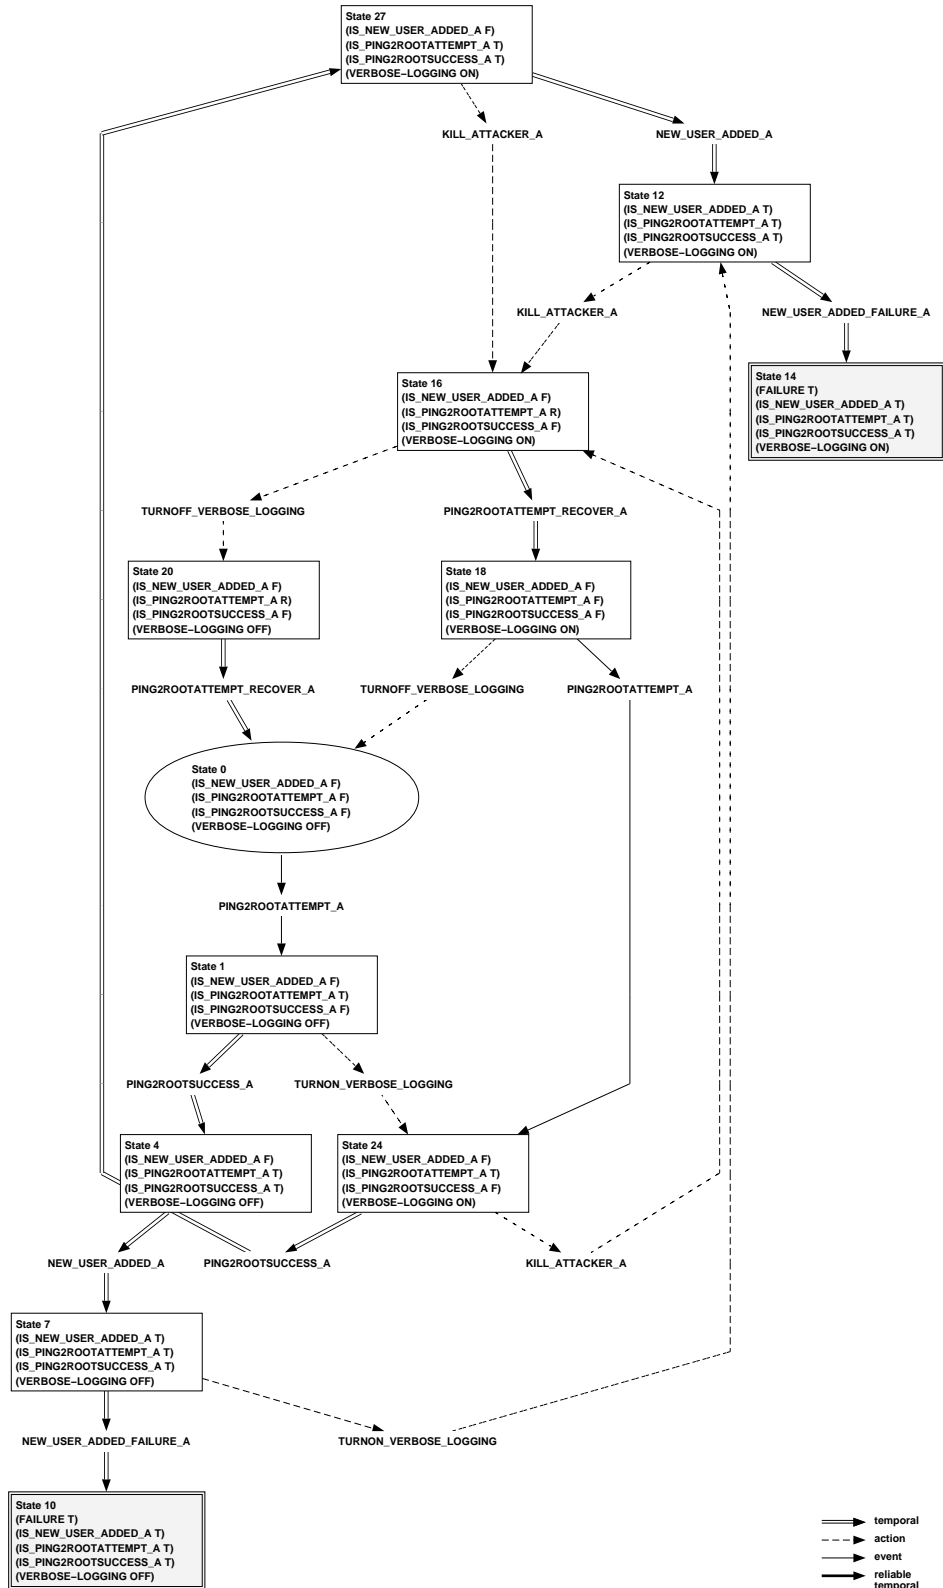 State 27
(IS_NEW_USER_ADDED_A F)
(IS_PING2ROOTATTEMPT_A T)
(IS_PING2ROOTSUCCESS_A T)
(VERBOSE−LOGGING ON)
KILL_ATTACKER_A
NEW_USER_ADDED_A
State 12
(IS_NEW_USER_ADDED_A T)
(IS_PING2ROOTATTEMPT_A T)
(IS_PING2ROOTSUCCESS_A T)
(VERBOSE−LOGGING ON)
KILL_ATTACKER_A
NEW_USER_ADDED_FAILURE_A
State 14
(FAILURE T)
(IS_NEW_USER_ADDED_A T)
(IS_PING2ROOTATTEMPT_A T)
(IS_PING2ROOTSUCCESS_A T)
(VERBOSE−LOGGING ON)
State 16
(IS_NEW_USER_ADDED_A F)
(IS_PING2ROOTATTEMPT_A R)
(IS_PING2ROOTSUCCESS_A F)
(VERBOSE−LOGGING ON)
TURNOFF_VERBOSE_LOGGING
PING2ROOTATTEMPT_RECOVER_A
State 20
(IS_NEW_USER_ADDED_A F)
(IS_PING2ROOTATTEMPT_A R)
(IS_PING2ROOTSUCCESS_A F)
(VERBOSE−LOGGING OFF)
State 18
(IS_NEW_USER_ADDED_A F)
(IS_PING2ROOTATTEMPT_A F)
(IS_PING2ROOTSUCCESS_A F)
(VERBOSE−LOGGING ON)
PING2ROOTATTEMPT_RECOVER_A
TURNOFF_VERBOSE_LOGGING
PING2ROOTATTEMPT_A
State 0
(IS_NEW_USER_ADDED_A F)
(IS_PING2ROOTATTEMPT_A F)
(IS_PING2ROOTSUCCESS_A F)
(VERBOSE−LOGGING OFF)
PING2ROOTATTEMPT_A
State 1
(IS_NEW_USER_ADDED_A F)
(IS_PING2ROOTATTEMPT_A T)
(IS_PING2ROOTSUCCESS_A F)
(VERBOSE−LOGGING OFF)
PING2ROOTSUCCESS_A
TURNON_VERBOSE_LOGGING
State 4
(IS_NEW_USER_ADDED_A F)
(IS_PING2ROOTATTEMPT_A T)
(IS_PING2ROOTSUCCESS_A T)
(VERBOSE−LOGGING OFF)
State 24
(IS_NEW_USER_ADDED_A F)
(IS_PING2ROOTATTEMPT_A T)
(IS_PING2ROOTSUCCESS_A F)
(VERBOSE−LOGGING ON)
NEW_USER_ADDED_A
PING2ROOTSUCCESS_A
KILL_ATTACKER_A
State 7
(IS_NEW_USER_ADDED_A T)
(IS_PING2ROOTATTEMPT_A T)
(IS_PING2ROOTSUCCESS_A T)
(VERBOSE−LOGGING OFF)
NEW_USER_ADDED_FAILURE_A
TURNON_VERBOSE_LOGGING
State 10
(FAILURE T)
(IS_NEW_USER_ADDED_A T)
(IS_PING2ROOTATTEMPT_A T)
(IS_PING2ROOTSUCCESS_A T)
(VERBOSE−LOGGING OFF)
temporal
action
event
reliable
temporal